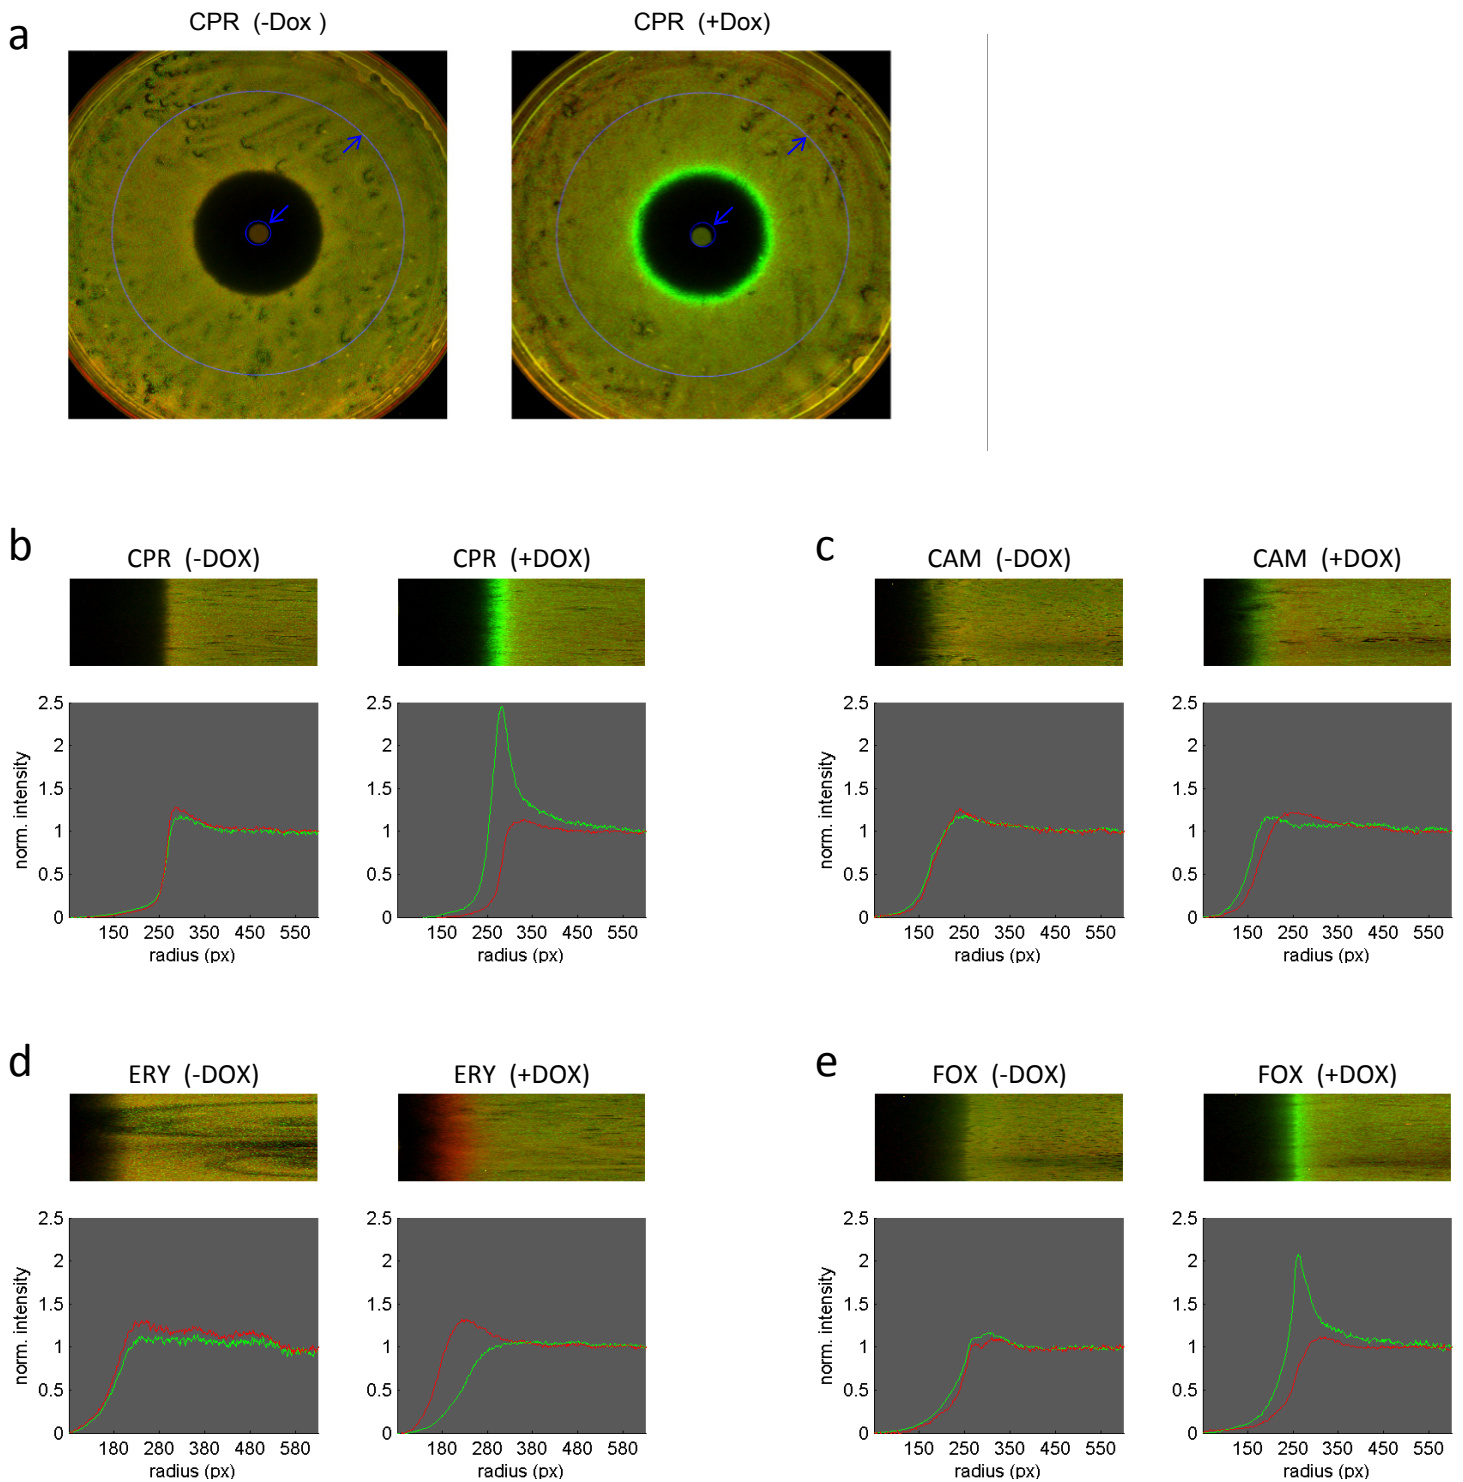 a
CPR (-Dox )
CPR (+Dox)
b
CPR (-DOX)
CPR (+DOX)
norm. intensity
2.5
2
1.5
1
0.5
0
150 250 350 450 550
radius (px)
2.5
2
1.5
1
0.5
0
150 250 350 450 550
radius (px)
c
CAM (-DOX)
CAM (+DOX)
norm. intensity
2.5
2
1.5
1
0.5
0
150 250 350 450 550
radius (px)
2.5
2
1.5
1
0.5
0
150 250 350 450 550
radius (px)
d
ERY (-DOX)
ERY (+DOX)
norm. intensity
2.5
2
1.5
1
0.5
0
180 280 380 480 580
radius (px)
2.5
2
1.5
1
0.5
0
180 280 380 480 580
radius (px)
e
FOX (-DOX)
FOX (+DOX)
norm. intensity
2.5
2
1.5
1
0.5
0
150 250 350 450 550
radius (px)
2.5
2
1.5
1
0.5
0
150 250 350 450 550
radius (px)